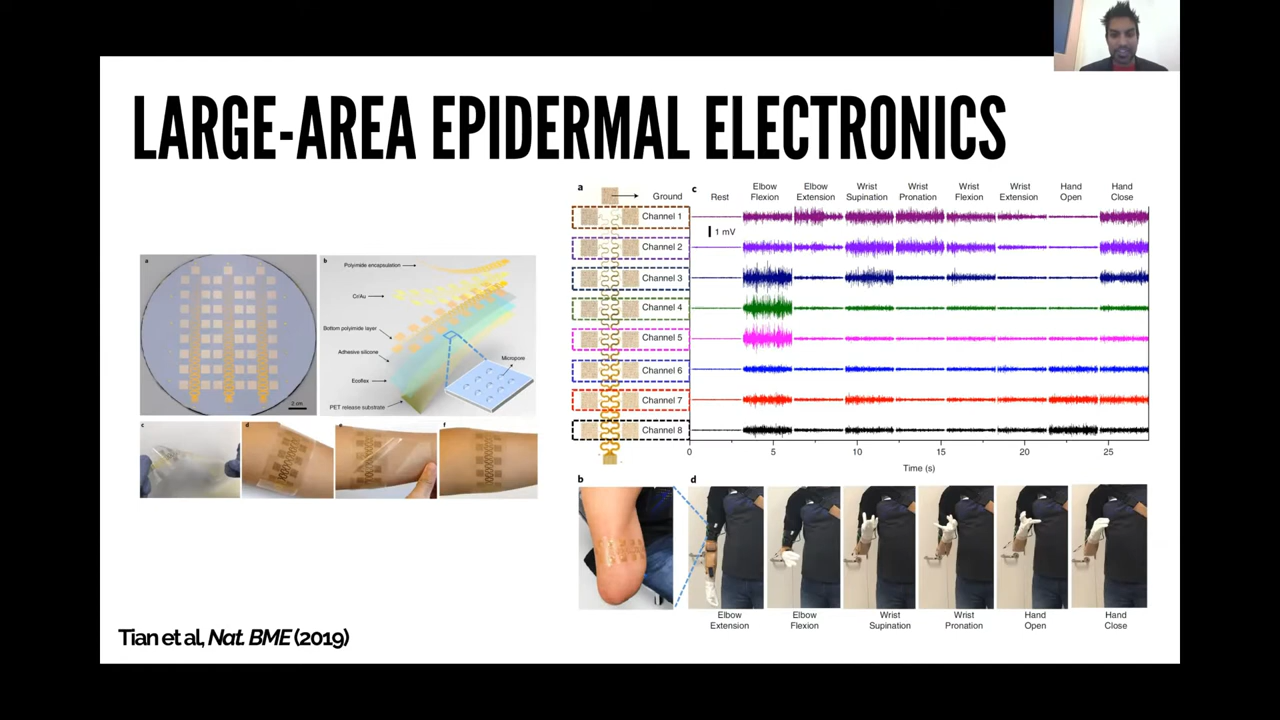 LARGE-AREA EPIDERMAL ELECTRONICS
a
2 cm
b
Polyimide encapsulation
Cr/Au
Bottom polyimide layer
Adhesive silicone
Ecoflex
PET release substrate
Micropore
c
d
e
f
a
Ground
Channel 1
Channel 2
Channel 3
Channel 4
Channel 5
Channel 6
Channel 7
Channel 8
c
Rest
Elbow
Flexion
Elbow
Extension
Wrist
Supination
Wrist
Pronation
Wrist
Flexion
Wrist
Extension
Hand
Open
Hand
Close
1 mV
0 5 10 15 20 25
Time (s)
b
d
Elbow
Extension
Elbow
Flexion
Wrist
Supination
Wrist
Pronation
Hand
Open
Hand
Close
Tian et al, Nat. BME (2019)